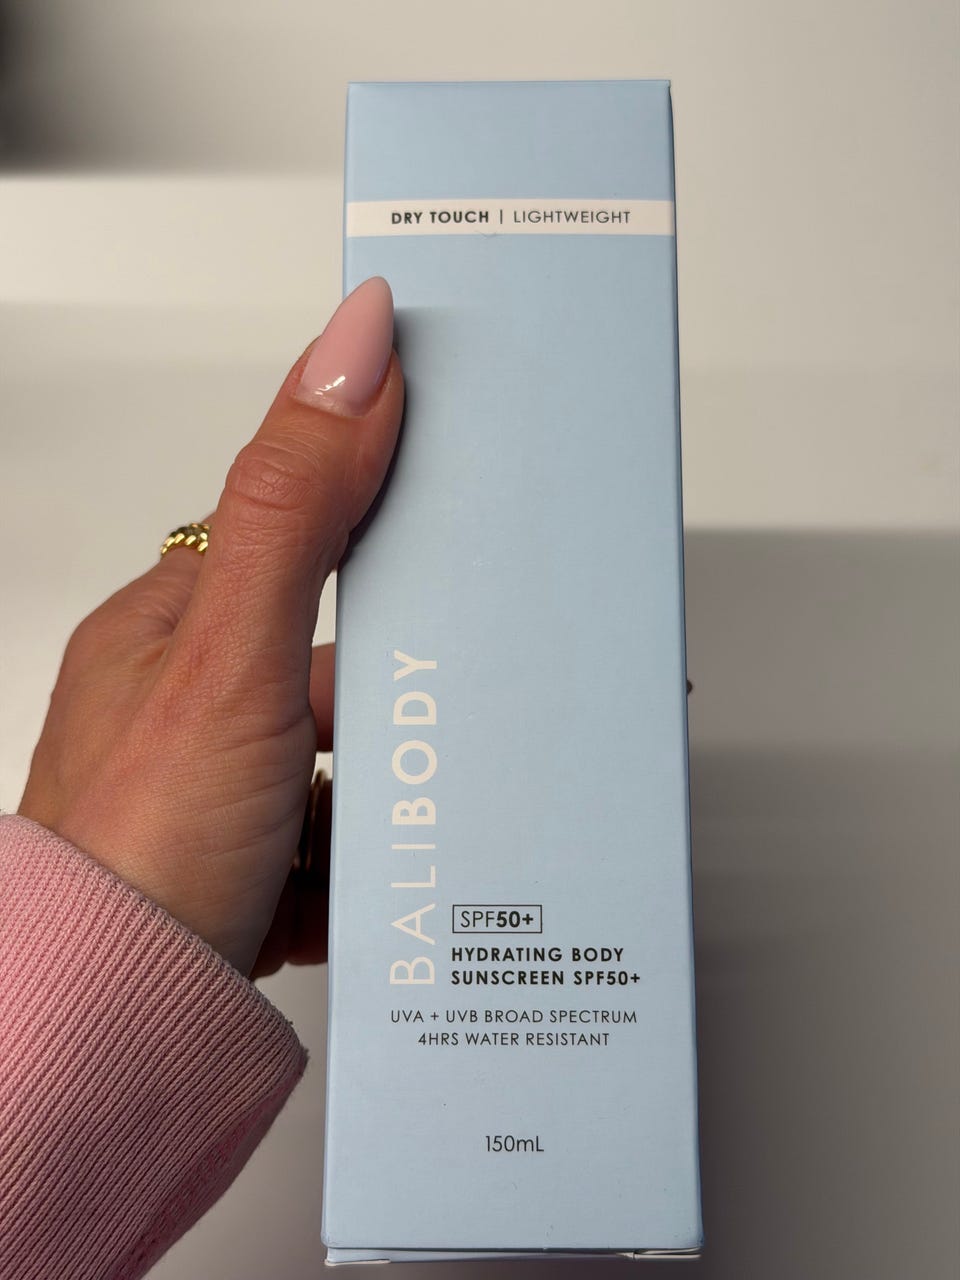 DRY TOUCH | LIGHTWEIGHT
BALIBODY
SPF50+
HYDRATING BODY
SUNSCREEN SPF50+
UVA + UVB BROAD SPECTRUM
4HRS WATER RESISTANT
150mL